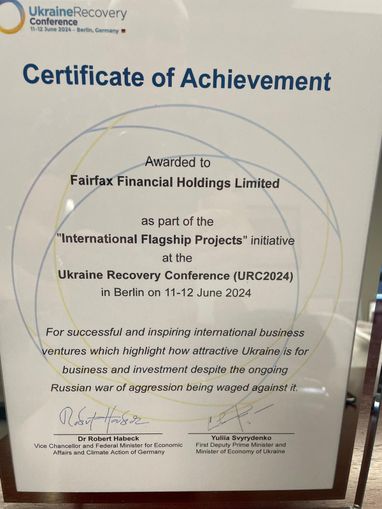 UkraineRecovery
Conference
11-12 June 2024 - Berlin, Germany
Certificate of Achievement
Awarded to
Fairfax Financial Holdings Limited
as part of the
"International Flagship Projects" initiative
at the
Ukraine Recovery Conference (URC2024)
in Berlin on 11-12 June 2024
For successful and inspiring international business
ventures which highlight how attractive Ukraine is for
business and investment despite the ongoing
Russian war of aggression being waged against it.
Dr Robert Habeck
Vice Chancellor and Federal Minister for Economic
Affairs and Climate Action of Germany
Yuliia Svyrydenko
First Deputy Prime Minister and
Minister of Economy of Ukraine